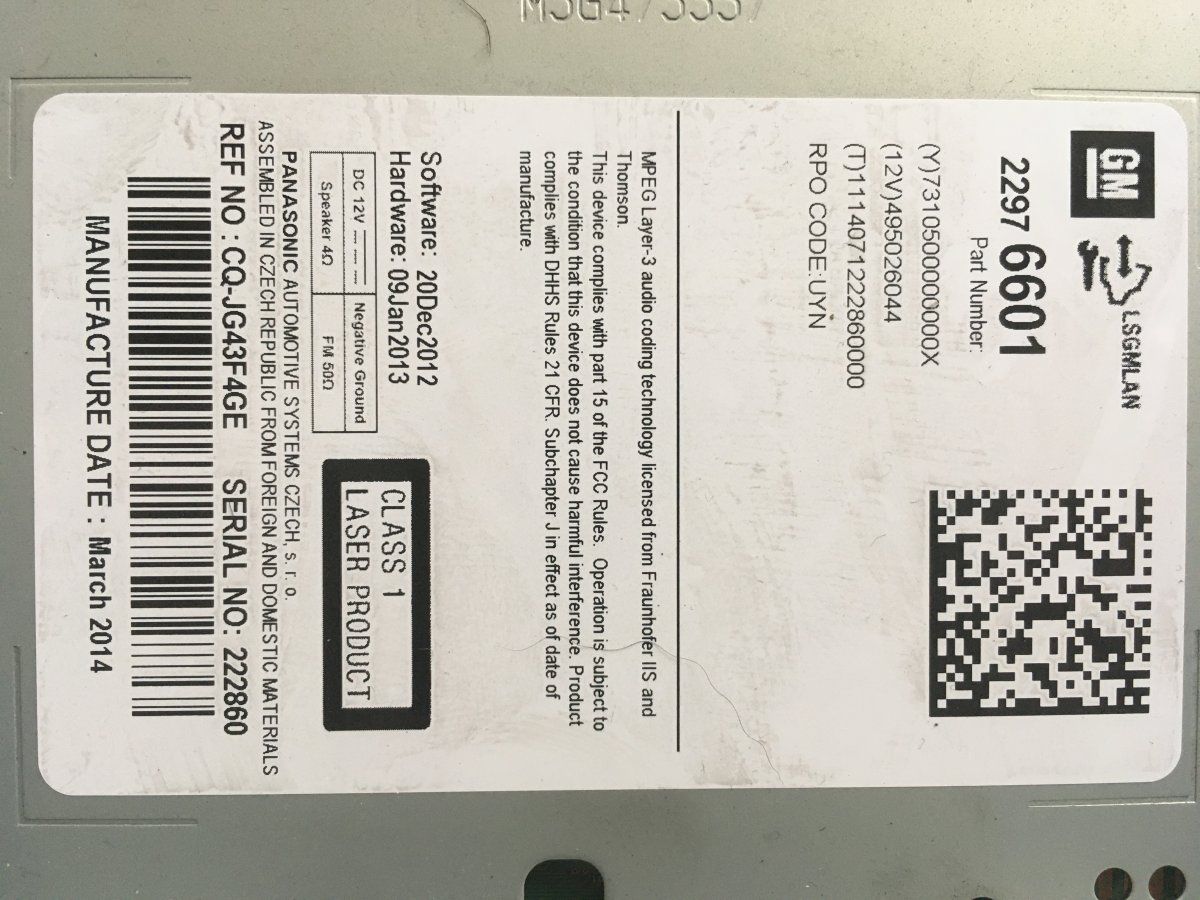 GM
LSGMLAN
Part Number:
2297 6601
(Y)7310500000000X
(12V)495026044
(T)1114071222860000
RPO CODE:UYN
MPEG Layer-3 audio coding technology licensed from Fraunhofer IIS and
Thomson.
This device complies with part 15 of the FCC Rules. Operation is subject to
the condition that this device does not cause harmful interference. Product
complies with DHHS Rules 21 CFR. Subchapter J in effect as of date of
manufacture.
Software: 20Dec2012
Hardware: 09Jan2013
DC 12V Negative Ground
Speaker 4Ω FM 50Ω
CLASS 1
LASER PRODUCT
PANASONIC AUTOMOTIVE SYSTEMS CZECH, s. r. o.
ASSEMBLED IN CZECH REPUBLIC FROM FOREIGN AND DOMESTIC MATERIALS
REF NO : CQ-JG43F4GE SERIAL NO: 222860
MANUFACTURE DATE : March 2014